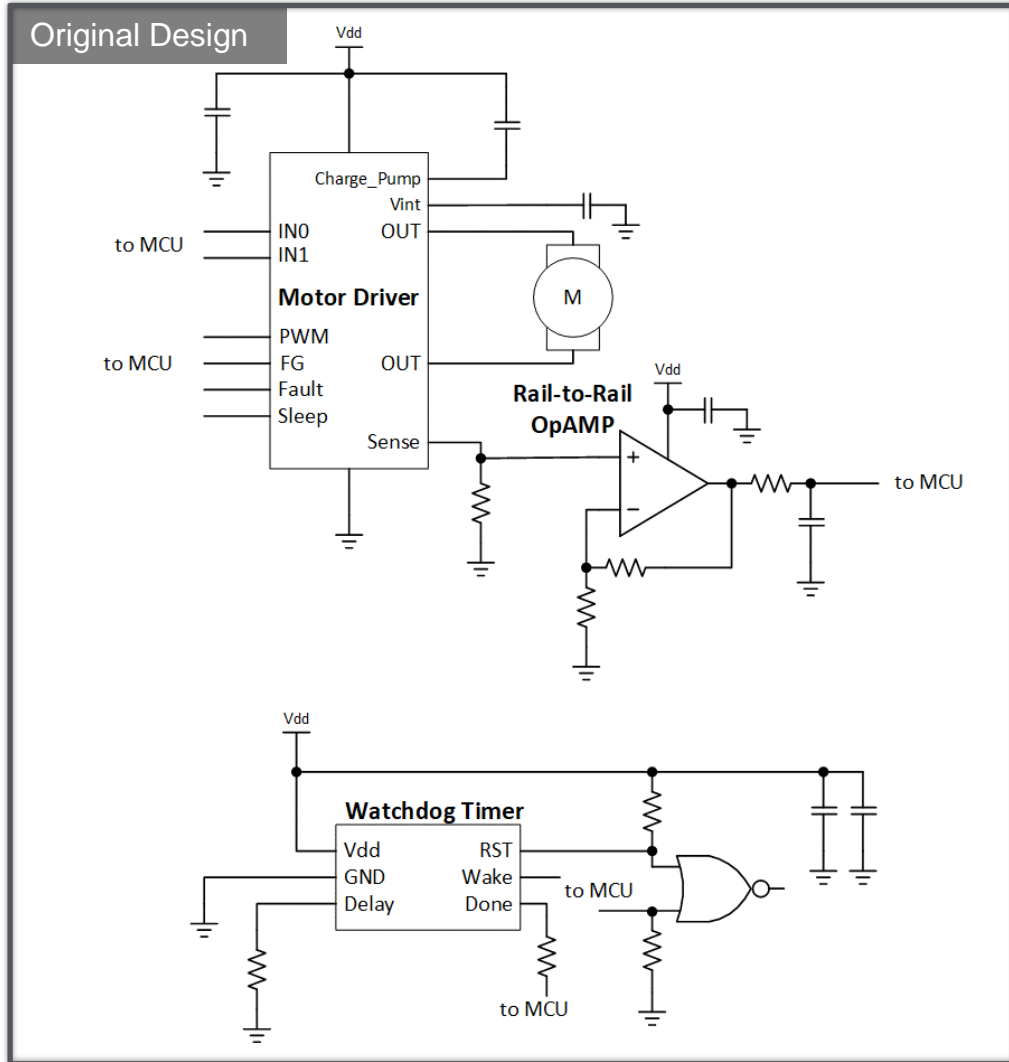 Original Design
Vdd
Charge_Pump
Vint
IN0
OUT
to MCU
IN1
Motor Driver
M
PWM
to MCU
FG
OUT
Fault
Sleep
Vdd
Rail-to-Rail
OpAMP
Sense
+
to MCU
−
Vdd
Watchdog Timer
Vdd
RST
GND
Wake
to MCU
Delay
Done
to MCU